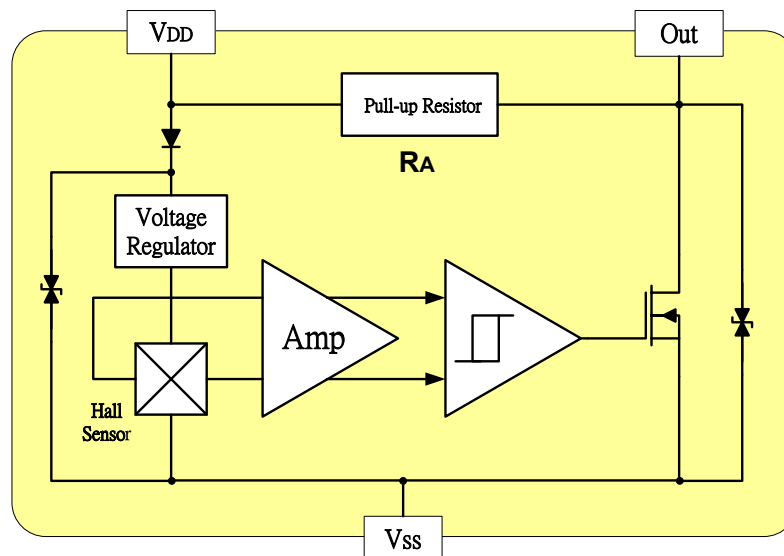 VDD
Out
Pull-up Resistor
RA
Voltage
Regulator
Amp
Hall
Sensor
Vss